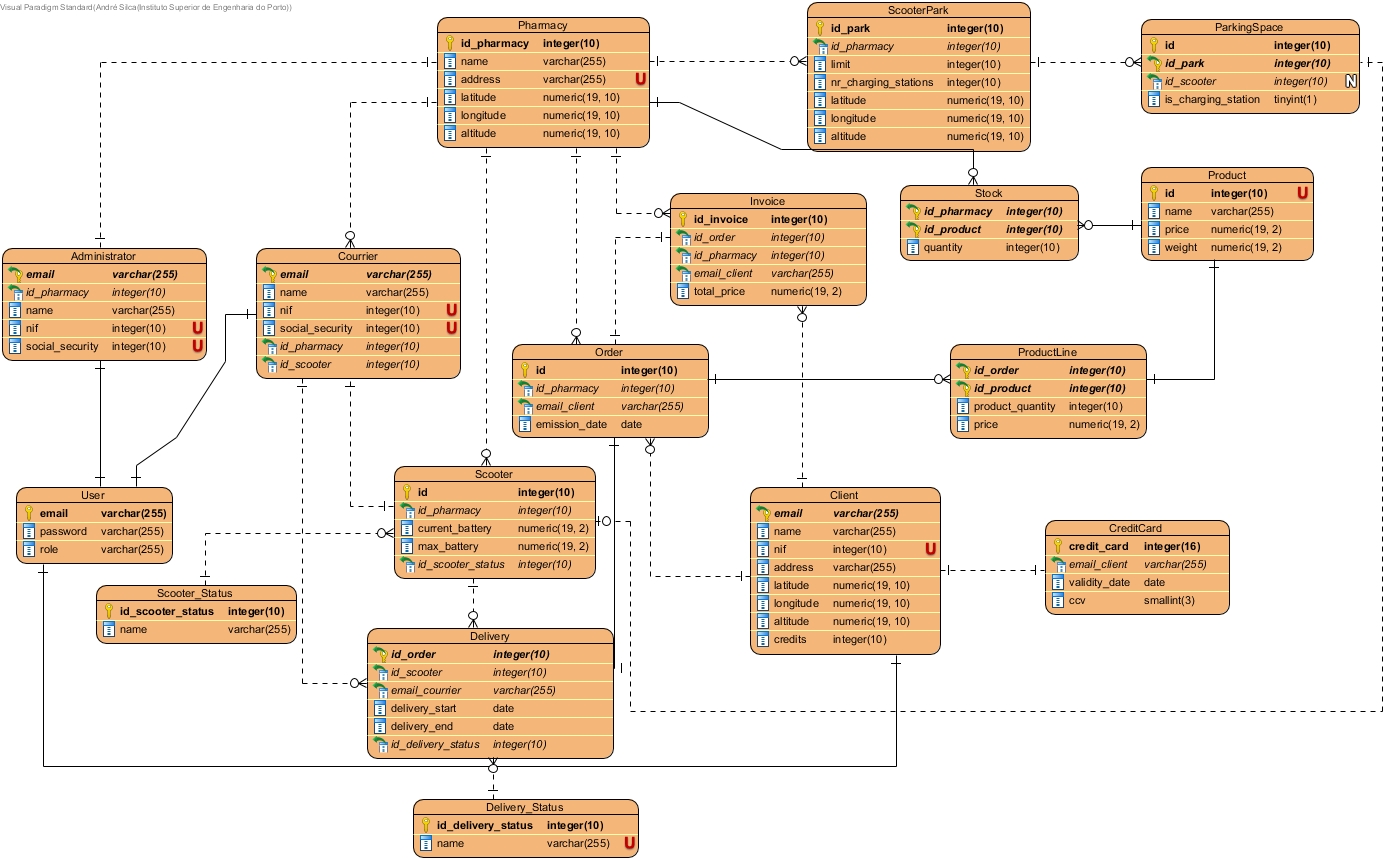 Visual Paradigm Standard(André Silca(Instituto Superior de Engenharia do Porto))
Pharmacy
id_pharmacy integer(10)
name varchar(255)
address varchar(255) U
latitude numeric(19, 10)
longitude numeric(19, 10)
altitude numeric(19, 10)
ScooterPark
id_park integer(10)
id_pharmacy integer(10)
limit integer(10)
nr_charging_stations integer(10)
latitude numeric(19, 10)
longitude numeric(19, 10)
altitude numeric(19, 10)
ParkingSpace
id integer(10)
id_park integer(10)
id_scooter integer(10) N
is_charging_station tinyint(1)
Stock
id_pharmacy integer(10)
id_product integer(10)
quantity integer(10)
Product
id integer(10) U
name varchar(255)
price numeric(19, 2)
weight numeric(19, 2)
Invoice
id_invoice integer(10)
id_order integer(10)
id_pharmacy integer(10)
email_client varchar(255)
total_price numeric(19, 2)
Administrator
email varchar(255)
id_pharmacy integer(10)
name varchar(255)
nif integer(10) U
social_security integer(10) U
Courrier
email varchar(255)
name varchar(255)
nif integer(10) U
social_security integer(10) U
id_pharmacy integer(10)
id_scooter integer(10)
Order
id integer(10)
id_pharmacy integer(10)
email_client varchar(255)
emission_date date
ProductLine
id_order integer(10)
id_product integer(10)
product_quantity integer(10)
price numeric(19, 2)
User
email varchar(255)
password varchar(255)
role varchar(255)
Scooter
id integer(10)
id_pharmacy integer(10)
current_battery numeric(19, 2)
max_battery numeric(19, 2)
id_scooter_status integer(10)
Client
email varchar(255)
name varchar(255)
nif integer(10) U
address varchar(255)
latitude numeric(19, 10)
longitude numeric(19, 10)
altitude numeric(19, 10)
credits integer(10)
CreditCard
credit_card integer(16)
email_client varchar(255)
validity_date date
ccv smallint(3)
Scooter_Status
id_scooter_status integer(10)
name varchar(255)
Delivery
id_order integer(10)
id_scooter integer(10)
email_courrier varchar(255)
delivery_start date
delivery_end date
id_delivery_status integer(10)
Delivery_Status
id_delivery_status integer(10)
name varchar(255) U